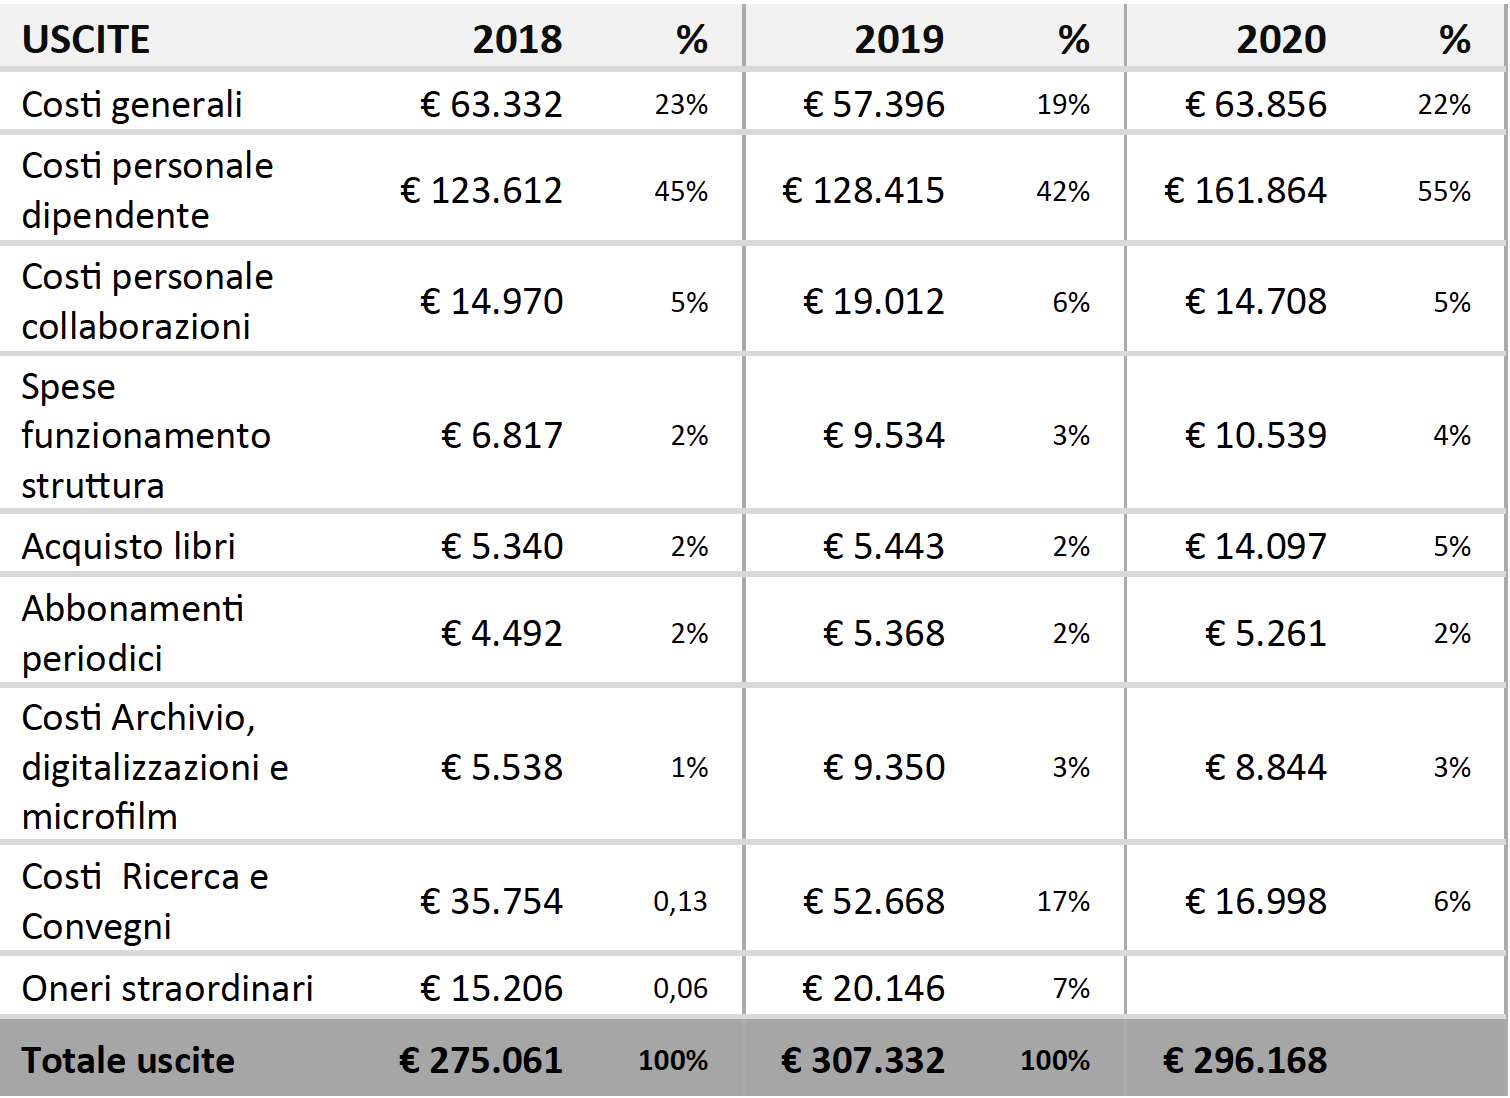 USCITE 2018 % 2019 % 2020 %
Costi generali € 63.332 23% € 57.396 19% € 63.856 22%
Costi personale
dipendente € 123.612 45% € 128.415 42% € 161.864 55%
Costi personale
collaborazioni € 14.970 5% € 19.012 6% € 14.708 5%
Spese
funzionamento € 6.817 2% € 9.534 3% € 10.539 4%
struttura
Acquisto libri € 5.340 2% € 5.443 2% € 14.097 5%
Abbonamenti
periodici € 4.492 2% € 5.368 2% € 5.261 2%
Costi Archivio,
digitalizzazioni e € 5.538 1% € 9.350 3% € 8.844 3%
microfilm
Costi Ricerca e
Convegni € 35.754 0,13 € 52.668 17% € 16.998 6%
Oneri straordinari € 15.206 0,06 € 20.146 7%
Totale uscite € 275.061 100% € 307.332 100% € 296.168